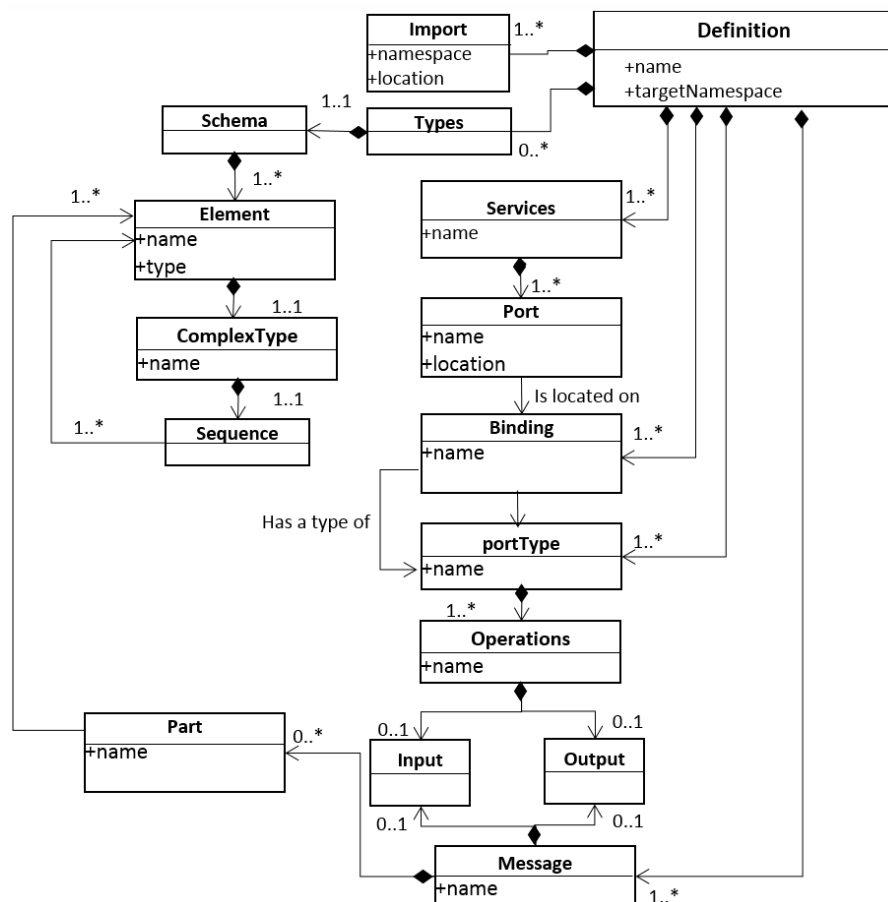 Import
+namespace
+location
1..*
Definition
+name
+targetNamespace
1..1
Schema
Types
0..*
1..*
1..*
Element
+name
+type
1..*
Services
+name
1..1
1..*
ComplexType
+name
Port
+name
+location
1..1
Is located on
1..*
Sequence
Binding
+name
1..*
Has a type of
portType
+name
1..*
1..*
Operations
+name
Part
+name
0..*
0..1
0..1
Input
Output
0..1
0..1
Message
+name
1..*